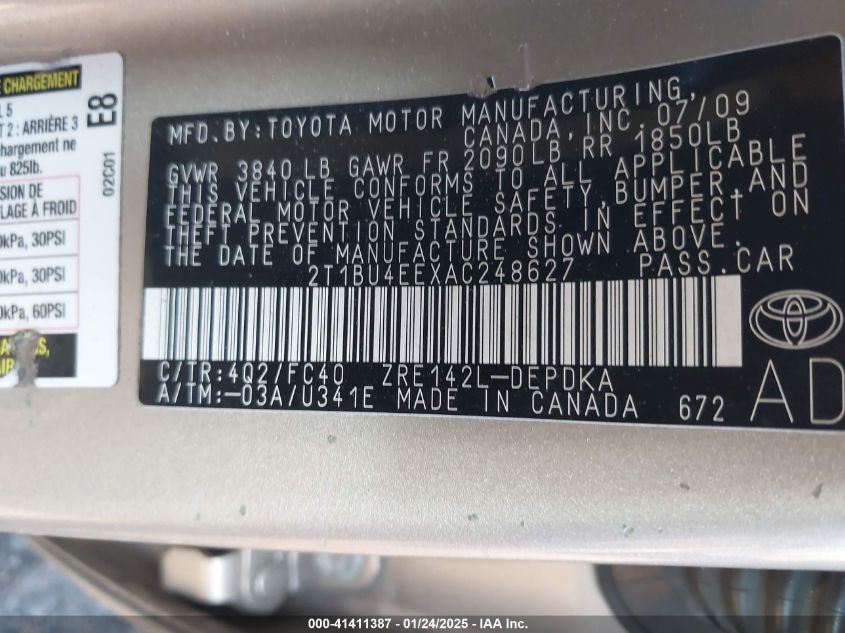 E CHARGEMENT
L 5
T 2 : ARRIÈRE 3
chargement ne
u 825lb.
SION DE
LAGE À FROID
0kPa, 30PSI
0kPa, 30PSI
0kPa, 60PSI
E8
02C01
MFD. BY: TOYOTA MOTOR MANUFACTURING,
CANADA, INC. 07/09
GVWR 3840 LB GAWR FR 2090LB RR 1850LB
THIS VEHICLE CONFORMS TO ALL APPLICABLE
FEDERAL MOTOR VEHICLE SAFETY, BUMPER, AND
THEFT PREVENTION STANDARDS IN EFFECT ON
THE DATE OF MANUFACTURE SHOWN ABOVE.
2T1BU4EEXAC248627 PASS. CAR
C/TR: 4Q2/FC40 ZRE142L-DEPDKA
A/TM: -03A/U341E MADE IN CANADA 672
AD
000-41411387 - 01/24/2025 - IAA Inc.